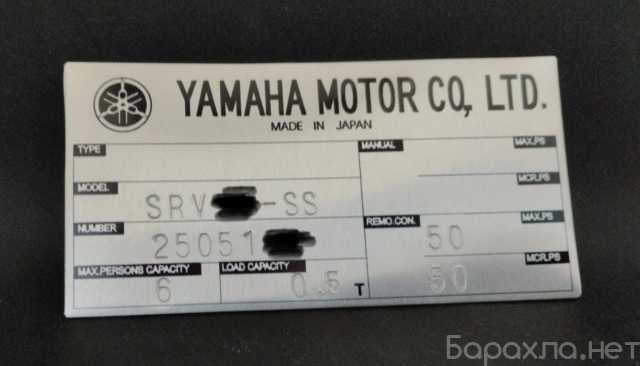 YAMAHA MOTOR CO., LTD.
MADE IN JAPAN
TYPE
MANUAL
MAX.PS
MCR.PS
MODEL
SRV -SS
NUMBER
25051
REMO.CON.
MAX.PS
50
MCR.PS
50
MAX.PERSONS CAPACITY
6
LOAD CAPACITY
0.5 T
Барахла.нет